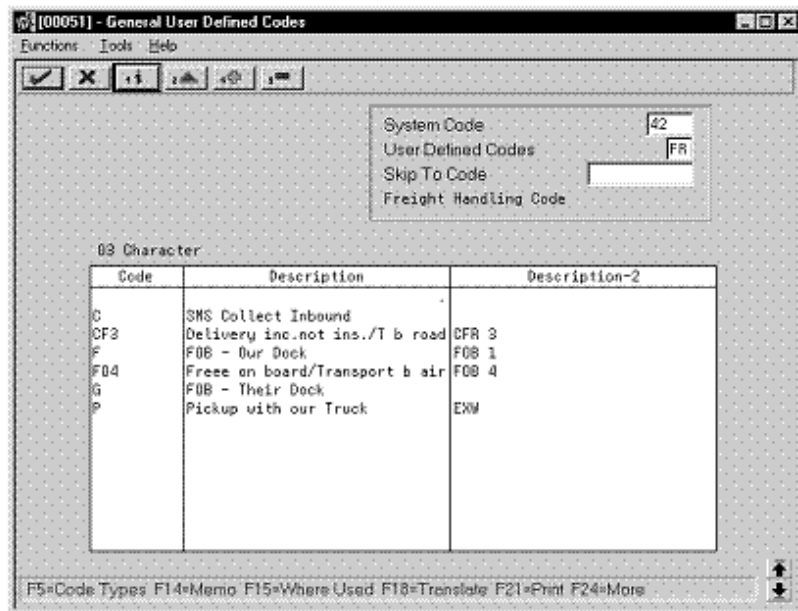 [00051] - General User Defined Codes
Functions Tools Help
System Code 42
User Defined Codes FR
Skip To Code
Freight Handling Code
03 Character
Code Description Description-2
C SMS Collect Inbound
CF3 Delivery inc.not ins./T b road CFR 3
F FOB - Our Dock FOB 1
F04 Freee on board/Transport b air FOB 4
G FOB - Their Dock
P Pickup with our Truck EXW
F5=Code Types F14=Memo F15=Where Used F18=Translate F21=Print F24=More